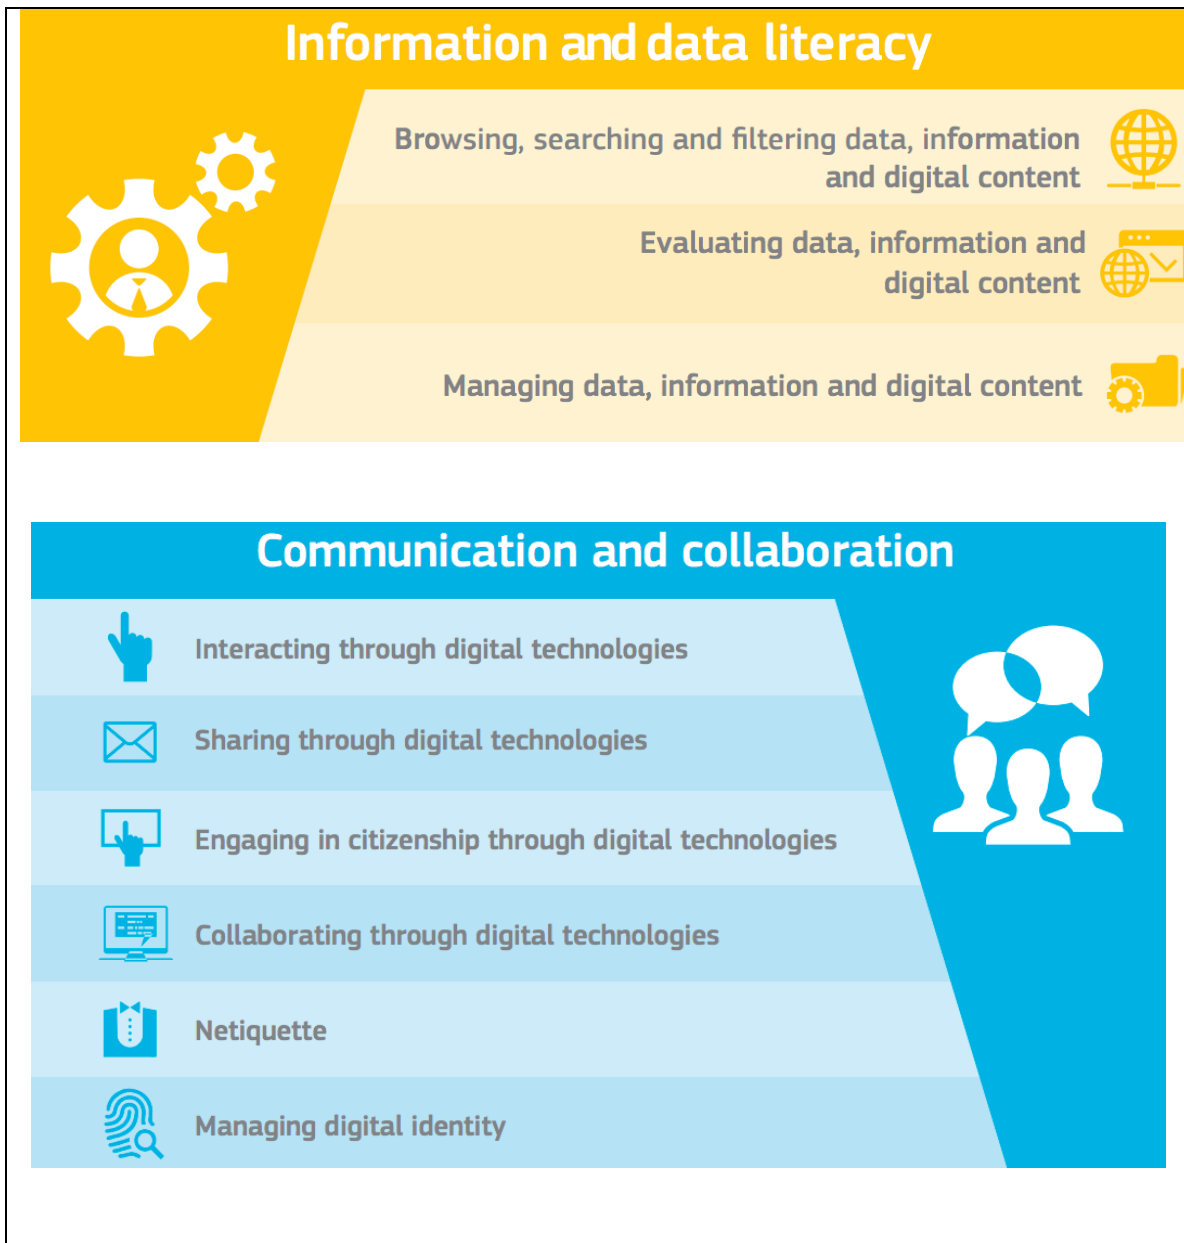 Information and data literacy
Browsing, searching and filtering data, information
and digital content
Evaluating data, information and
digital content
Managing data, information and digital content
Communication and collaboration
Interacting through digital technologies
Sharing through digital technologies
Engaging in citizenship through digital technologies
Collaborating through digital technologies
Netiquette
Managing digital identity